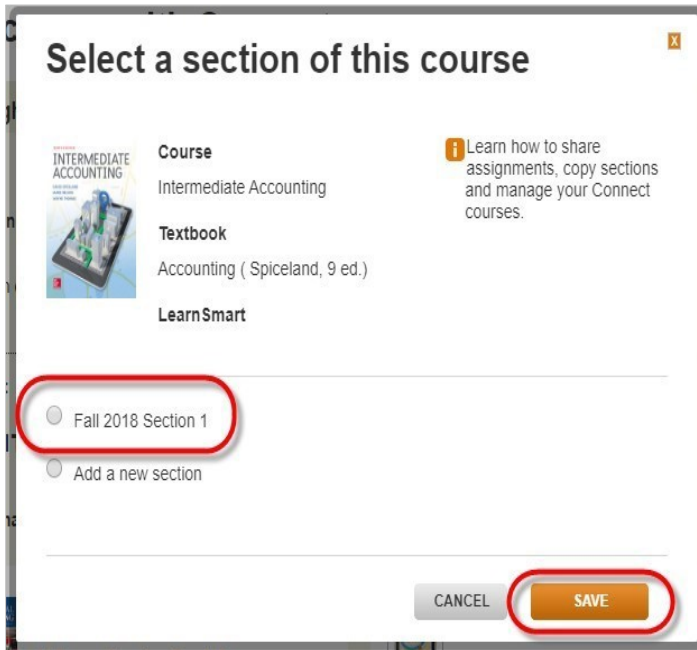 Select a section of this course
x
INTERMEDIATE
ACCOUNTING
Course
Intermediate Accounting
Textbook
Accounting ( Spiceland, 9 ed.)
LearnSmart
i
Learn how to share
assignments, copy sections
and manage your Connect
courses.
Fall 2018 Section 1
Add a new section
CANCEL
SAVE